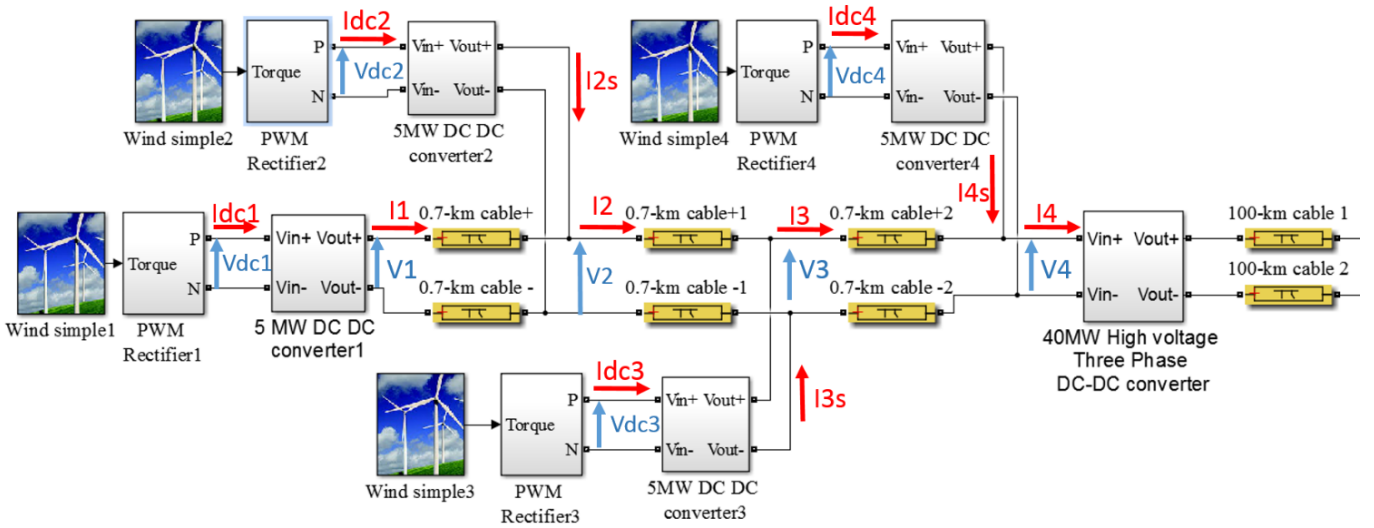 Idc2
P
Vin+ Vout+
Torque
Vdc2
N
Vin- Vout-
Wind simple2
PWM
Rectifier2
5MW DC DC
converter2
I2s
Idc4
P
Vin+ Vout+
Torque
Vdc4
N
Vin- Vout-
Wind simple4
PWM
Rectifier4
5MW DC DC
converter4
I4s
Idc1
P
Vin+ Vout+
Torque
Vdc1
N
Vin- Vout-
Wind simple1
PWM
Rectifier1
5 MW DC DC
converter1
I1
V1
0.7-km cable+
0.7-km cable -
I2
V2
0.7-km cable+1
0.7-km cable -1
I3
V3
0.7-km cable+2
0.7-km cable -2
I4
V4
Vin+ Vout+
Vin- Vout-
40MW High voltage
Three Phase
DC-DC converter
100-km cable 1
100-km cable 2
Idc3
P
Vin+ Vout+
Torque
Vdc3
N
Vin- Vout-
Wind simple3
PWM
Rectifier3
5MW DC DC
converter3
I3s